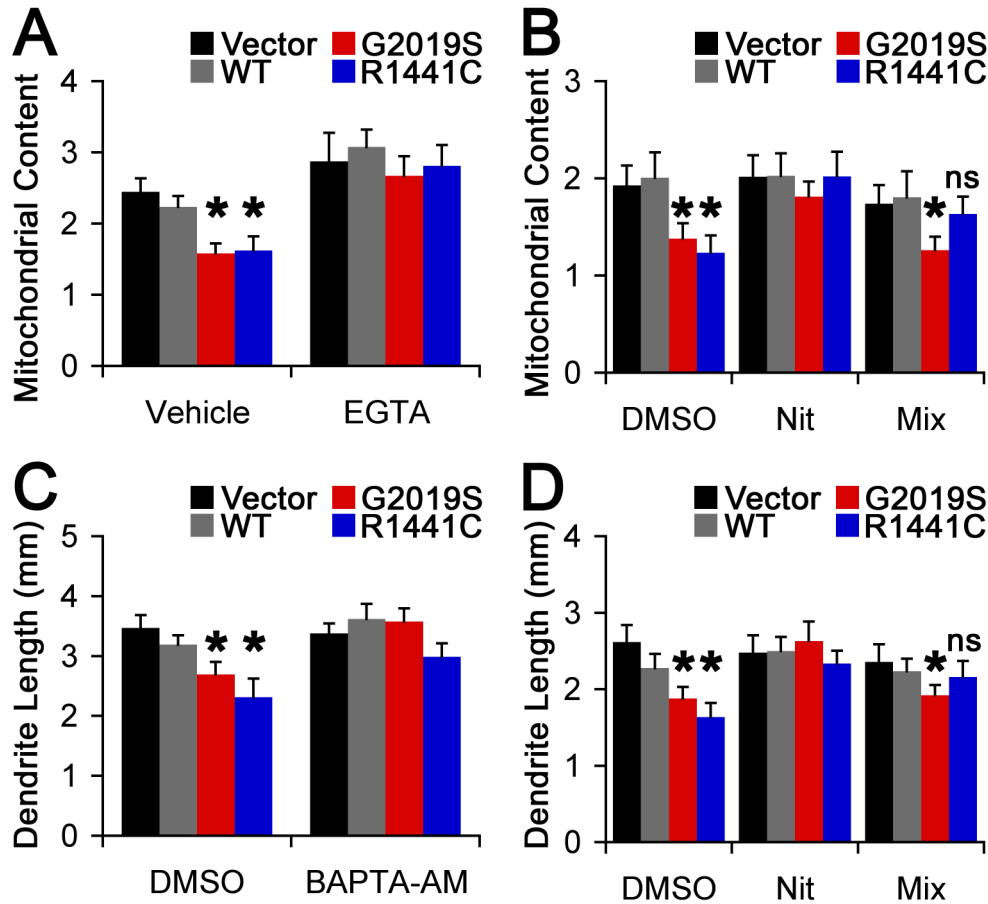 A
Vector G2019S
WT R1441C
Mitochondrial Content
4
3
2
1
0
* *
Vehicle EGTA
B
Vector G2019S
WT R1441C
Mitochondrial Content
3
2
1
0
* * * ns
DMSO Nit Mix
C
Vector G2019S
WT R1441C
Dendrite Length (mm)
5
4
3
2
1
0
* *
DMSO BAPTA-AM
D
Vector G2019S
WT R1441C
Dendrite Length (mm)
4
3
2
1
0
* * * ns
DMSO Nit Mix